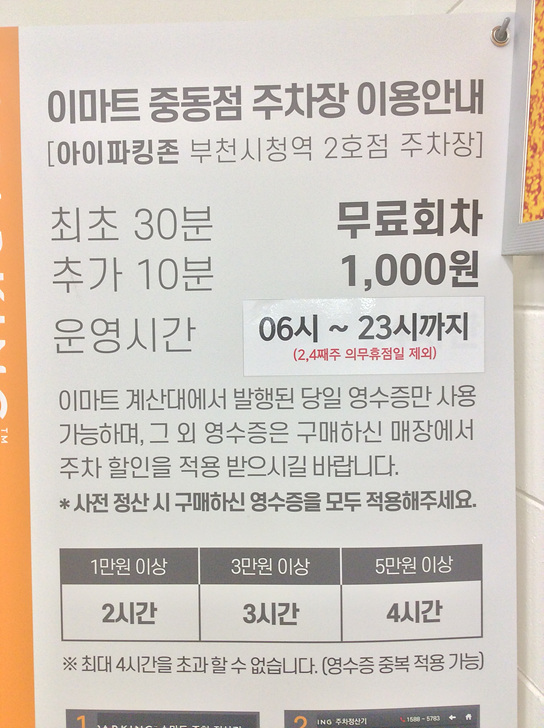 이마트 중동점 주차장 이용안내
[아이파킹존 부천시청역 2호점 주차장]
최초 30분 무료회차
추가 10분 1,000원
운영시간 06시 ~ 23시까지
(2,4째주 의무휴점일 제외)
이마트 계산대에서 발행된 당일 영수증만 사용
가능하며, 그 외 영수증은 구매하신 매장에서
주차 할인을 적용 받으시길 바랍니다.
* 사전 정산 시 구매하신 영수증을 모두 적용해주세요.
1만원 이상 3만원 이상 5만원 이상
2시간 3시간 4시간
※ 최대 4시간을 초과 할 수 없습니다. (영수증 중복 적용 가능)
1 2 ING 주차정산기 1588 - 5783